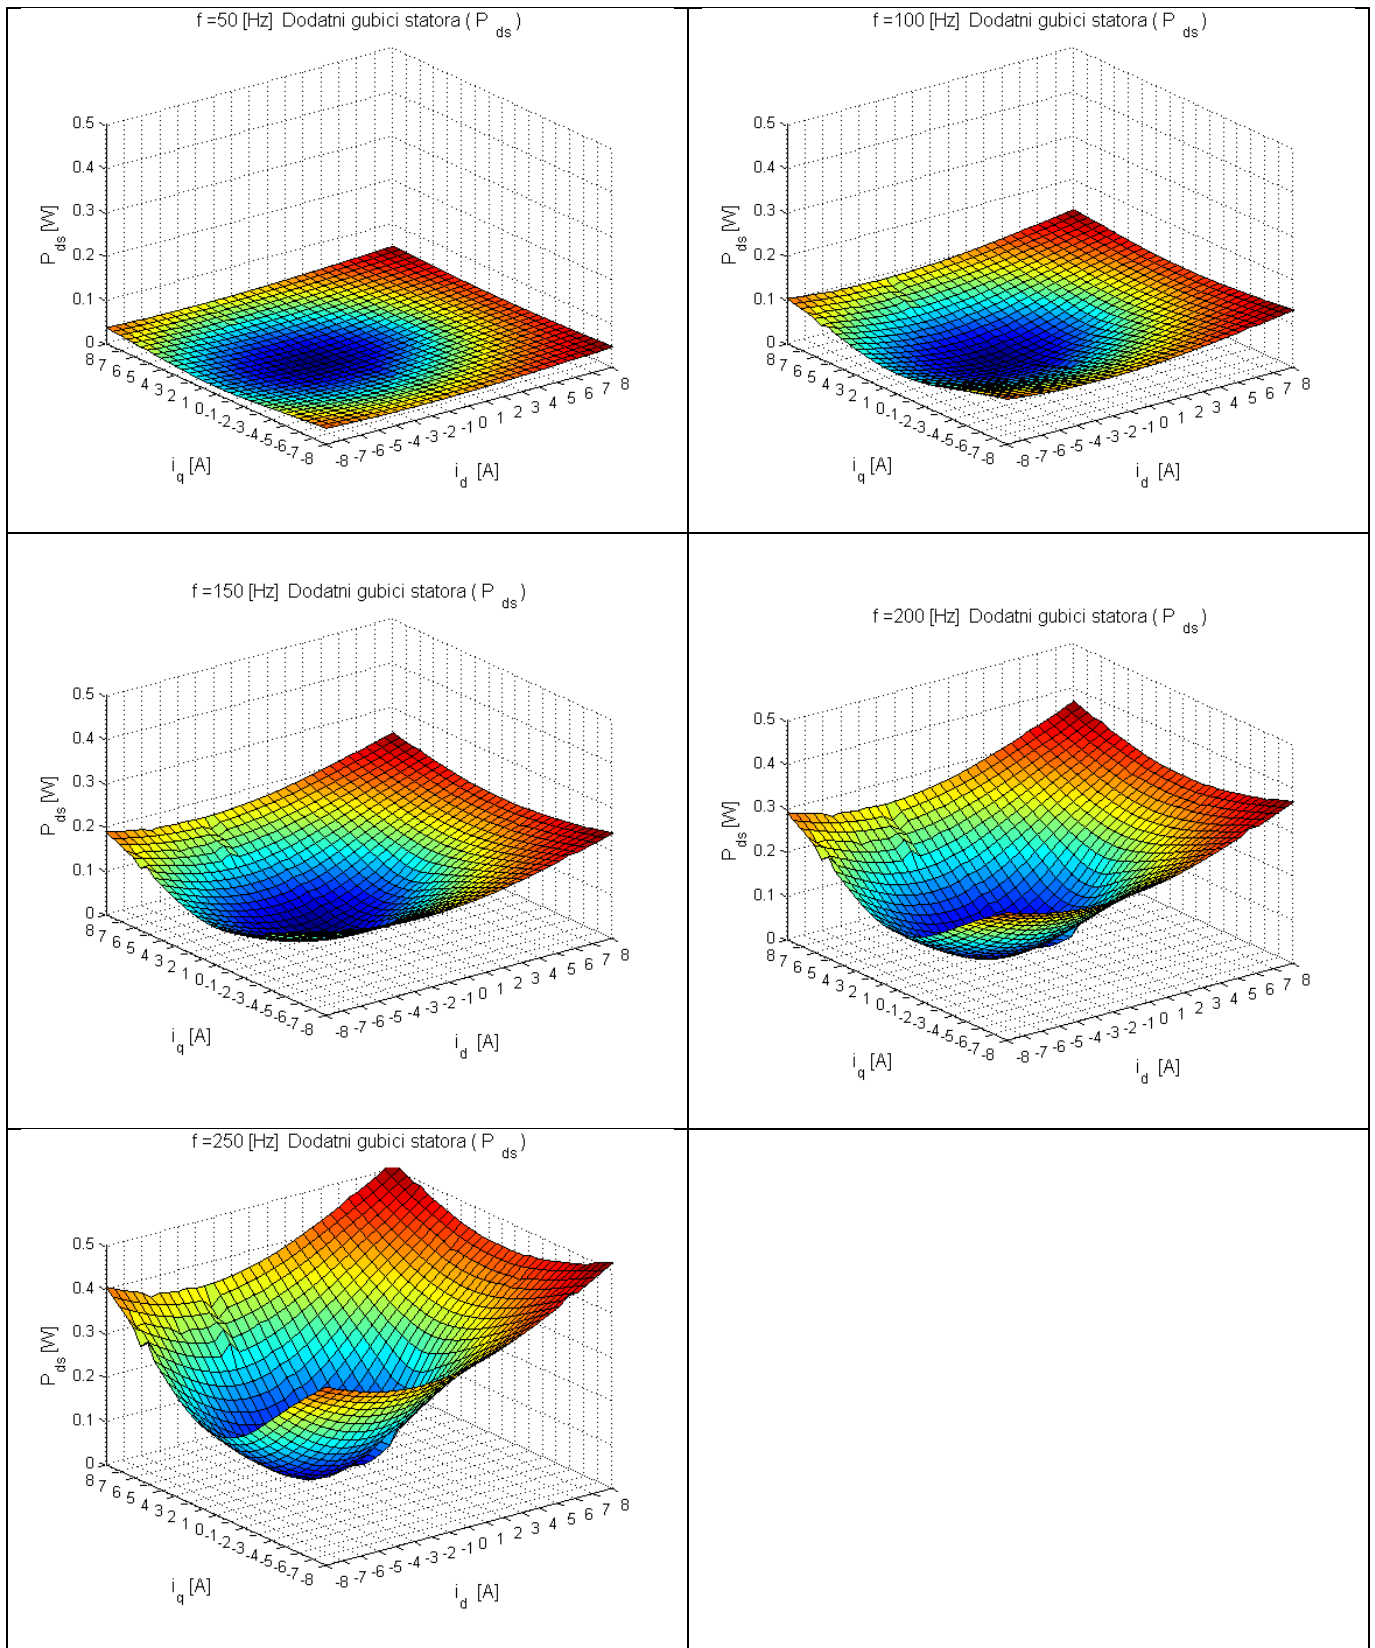 f =50 [Hz] Dodatni gubici statora ( P ds )
0.5
0.4
0.3
0.2
0.1
0
P ds [W]
8 7 6 5 4 3 2 1 0 -1 -2 -3 -4 -5 -6 -7 -8
i q [A]
-8 -7 -6 -5 -4 -3 -2 -1 0 1 2 3 4 5 6 7 8
i d [A]
f =100 [Hz] Dodatni gubici statora ( P ds )
0.5
0.4
0.3
0.2
0.1
0
P ds [W]
8 7 6 5 4 3 2 1 0 -1 -2 -3 -4 -5 -6 -7 -8
i q [A]
-8 -7 -6 -5 -4 -3 -2 -1 0 1 2 3 4 5 6 7 8
i d [A]
f =150 [Hz] Dodatni gubici statora ( P ds )
0.5
0.4
0.3
0.2
0.1
0
P ds [W]
8 7 6 5 4 3 2 1 0 -1 -2 -3 -4 -5 -6 -7 -8
i q [A]
-8 -7 -6 -5 -4 -3 -2 -1 0 1 2 3 4 5 6 7 8
i d [A]
f =200 [Hz] Dodatni gubici statora ( P ds )
0.5
0.4
0.3
0.2
0.1
0
P ds [W]
8 7 6 5 4 3 2 1 0 -1 -2 -3 -4 -5 -6 -7 -8
i q [A]
-8 -7 -6 -5 -4 -3 -2 -1 0 1 2 3 4 5 6 7 8
i d [A]
f =250 [Hz] Dodatni gubici statora ( P ds )
0.5
0.4
0.3
0.2
0.1
0
P ds [W]
8 7 6 5 4 3 2 1 0 -1 -2 -3 -4 -5 -6 -7 -8
i q [A]
-8 -7 -6 -5 -4 -3 -2 -1 0 1 2 3 4 5 6 7 8
i d [A]